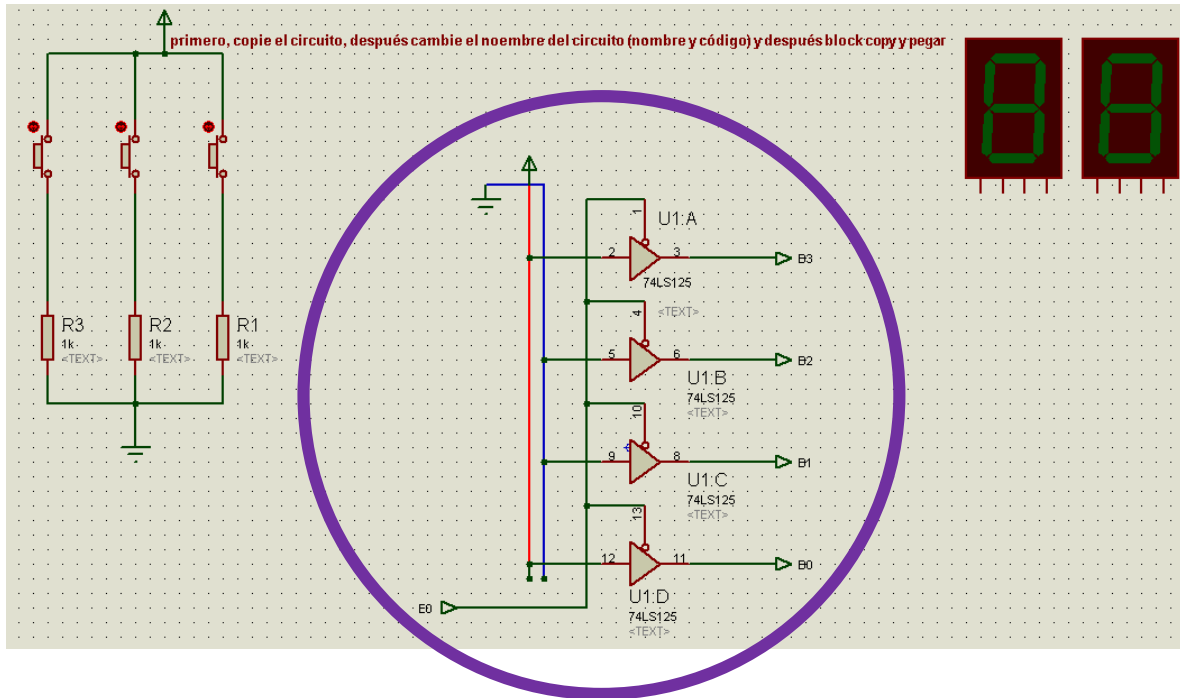 primero, copie el circuito, después cambie el noembre del circuito (nombre y código) y después block copy y pegar
R3
1k
<TEXT>
R2
1k
<TEXT>
R1
1k
<TEXT>
1
U1:A
2
3
74LS125
<TEXT>
B3
4
5
6
U1:B
74LS125
<TEXT>
B2
10
9
8
U1:C
74LS125
<TEXT>
B1
13
12
11
U1:D
74LS125
<TEXT>
B0
E0